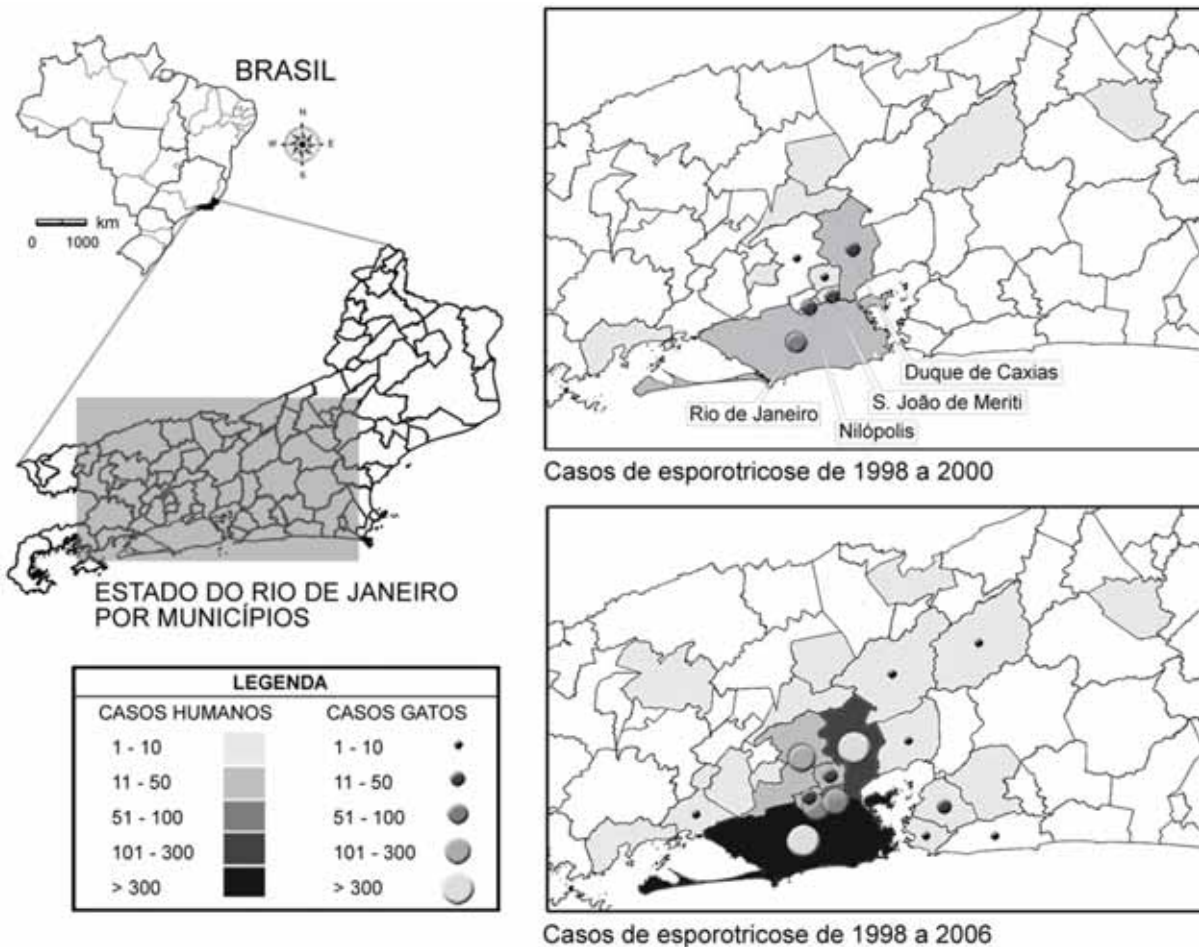 BRASIL
N
W E
S
km
0 1000
ESTADO DO RIO DE JANEIRO
POR MUNICÍPIOS
LEGENDA
CASOS HUMANOS CASOS GATOS
1 - 10 1 - 10
11 - 50 11 - 50
51 - 100 51 - 100
101 - 300 101 - 300
> 300 > 300
Duque de Caxias
S. João de Meriti
Rio de Janeiro
Nilópolis
Casos de esporotricose de 1998 a 2000
Casos de esporotricose de 1998 a 2006